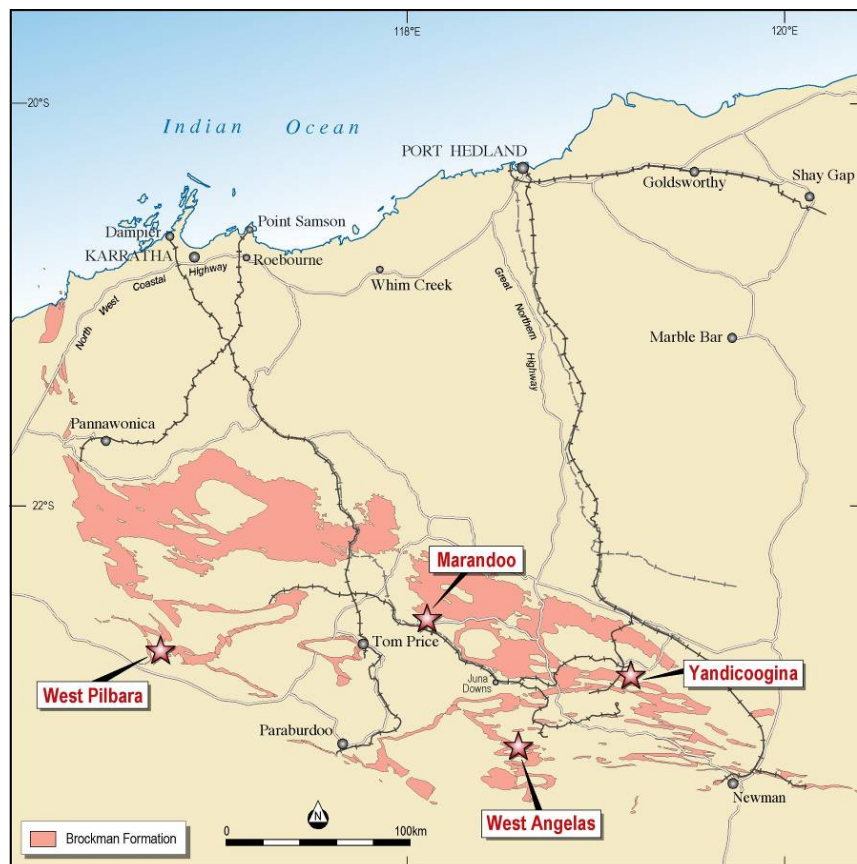 118°E
120°E
20°S
Indian Ocean
PORT HEDLAND
Goldsworthy
Shay Gap
Point Samson
Dampier
KARRATHA
Roebourne
Whim Creek
North West Coastal Highway
Great Northern Highway
Marble Bar
Pannawonica
22°S
Marandoo
Tom Price
West Pilbara
Juna
Downs
Yandicoogina
Paraburdoo
West Angelas
Newman
N
0
100km
Brockman Formation